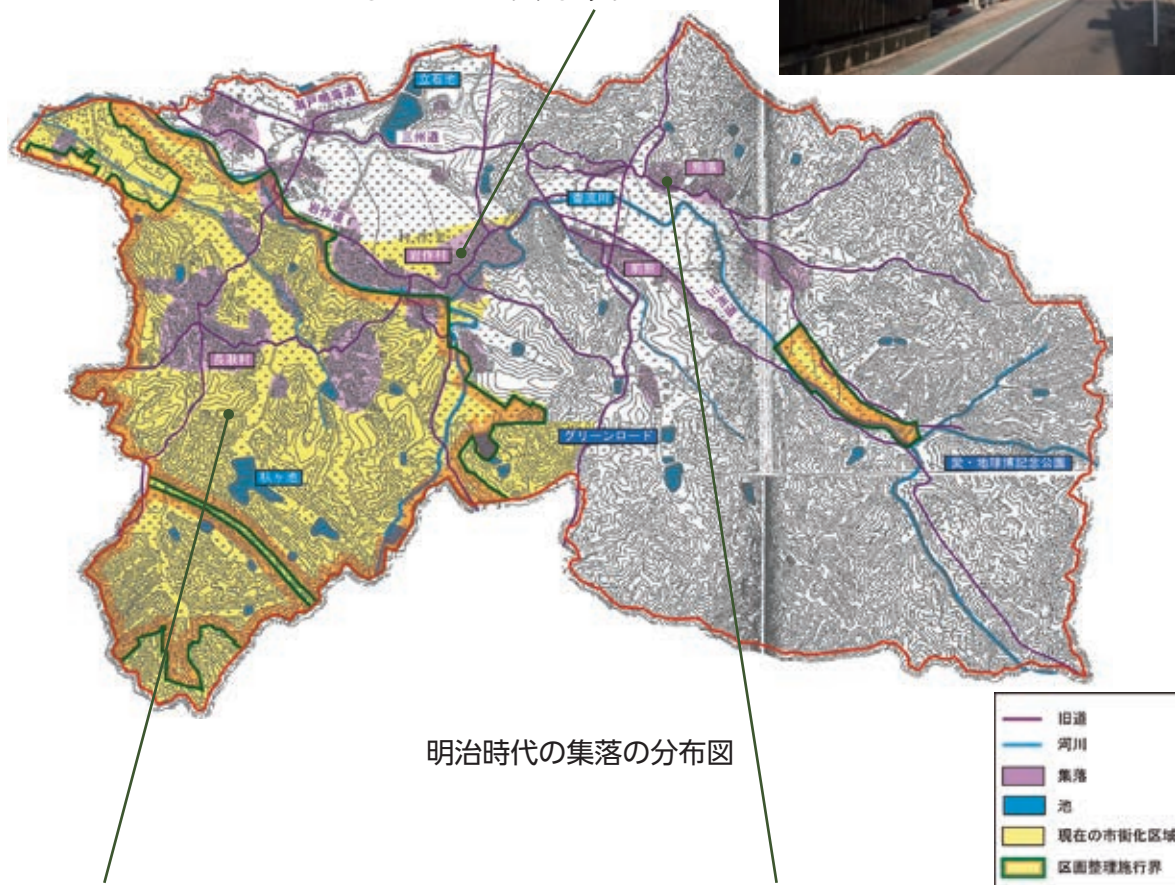 立石池
三州道
香流川
岩作村
三州道
長湫村
グリーンロード
杁ヶ池
愛・地球博記念公園
明治時代の集落の分布図
旧道
河川
集落
池
現在の市街化区域
区画整理施行界